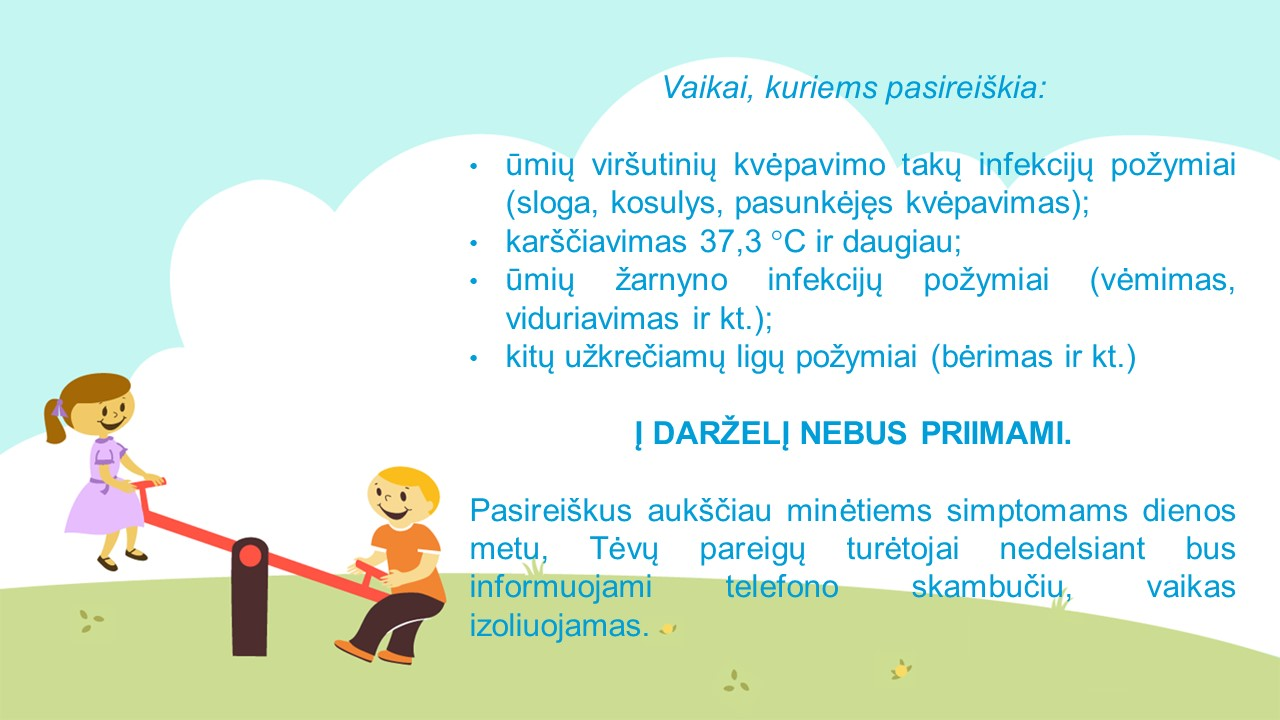 Vaikai, kuriems pasireiškia:
• ūmių viršutinių kvėpavimo takų infekcijų požymiai
(sloga, kosulys, pasunkėjęs kvėpavimas);
• karščiavimas 37,3 °C ir daugiau;
• ūmių žarnyno infekcijų požymiai (vėmimas,
viduriavimas ir kt.);
• kitų užkrečiamų ligų požymiai (bėrimas ir kt.)
Į DARŽELĮ NEBUS PRIIMAMI.
Pasireiškus aukščiau minėtiems simptomams dienos
metu, Tėvų pareigų turėtojai nedelsiant bus
informuojami telefono skambučiu, vaikas
izoliuojamas.